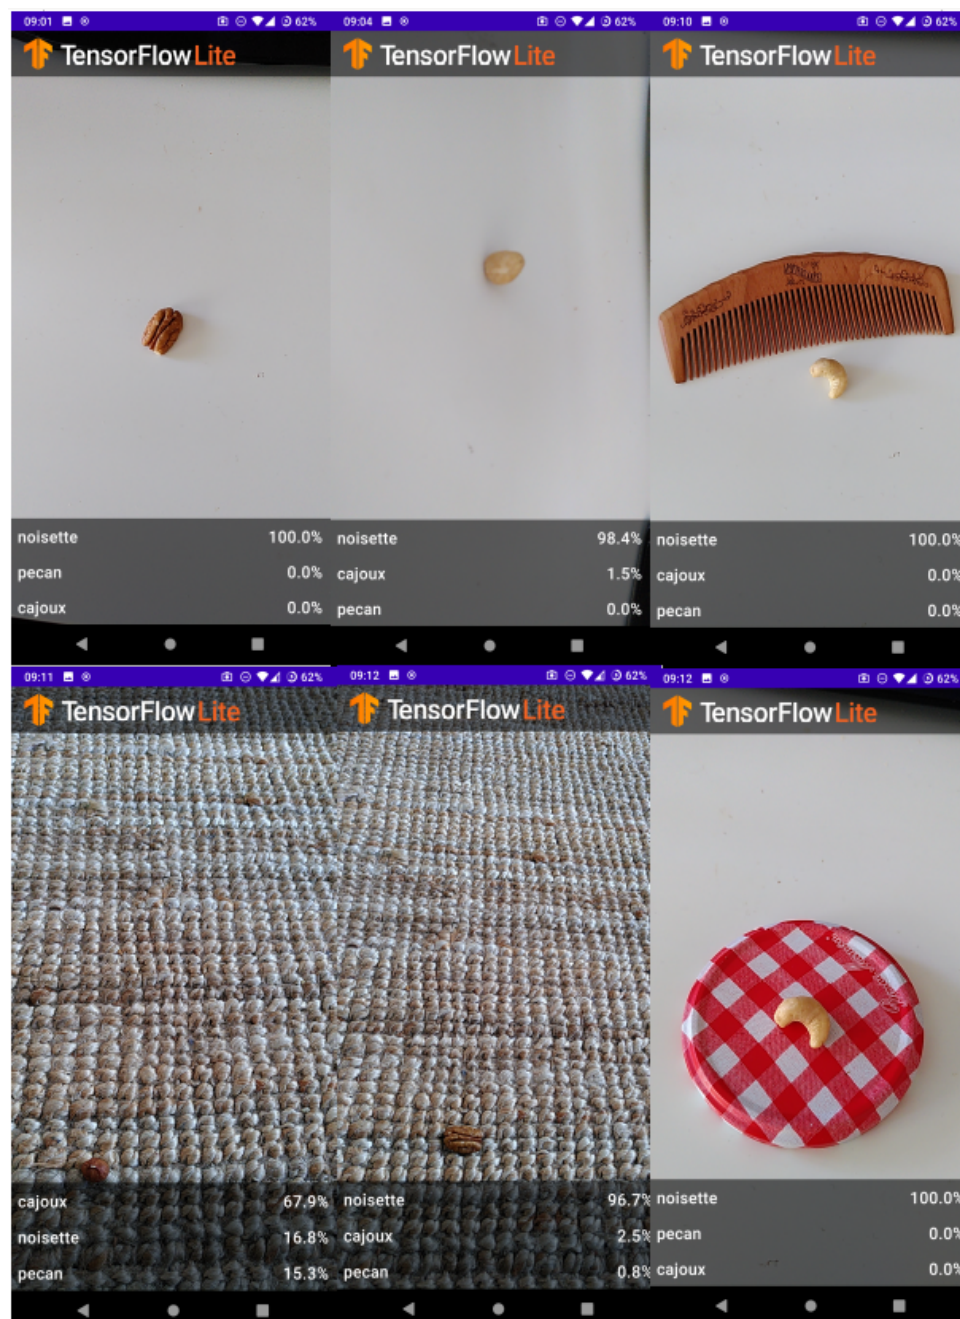 09:01 62%
TensorFlow Lite
noisette 100.0%
pecan 0.0%
cajoux 0.0%
09:04 62%
TensorFlow Lite
noisette 98.4%
cajoux 1.5%
pecan 0.0%
09:10 62%
TensorFlow Lite
noisette 100.0%
cajoux 0.0%
pecan 0.0%
09:11 62%
TensorFlow Lite
cajoux 67.9%
noisette 16.8%
pecan 15.3%
09:12 62%
TensorFlow Lite
noisette 96.7%
cajoux 2.5%
pecan 0.8%
09:12 62%
TensorFlow Lite
noisette 100.0%
pecan 0.0%
cajoux 0.0%